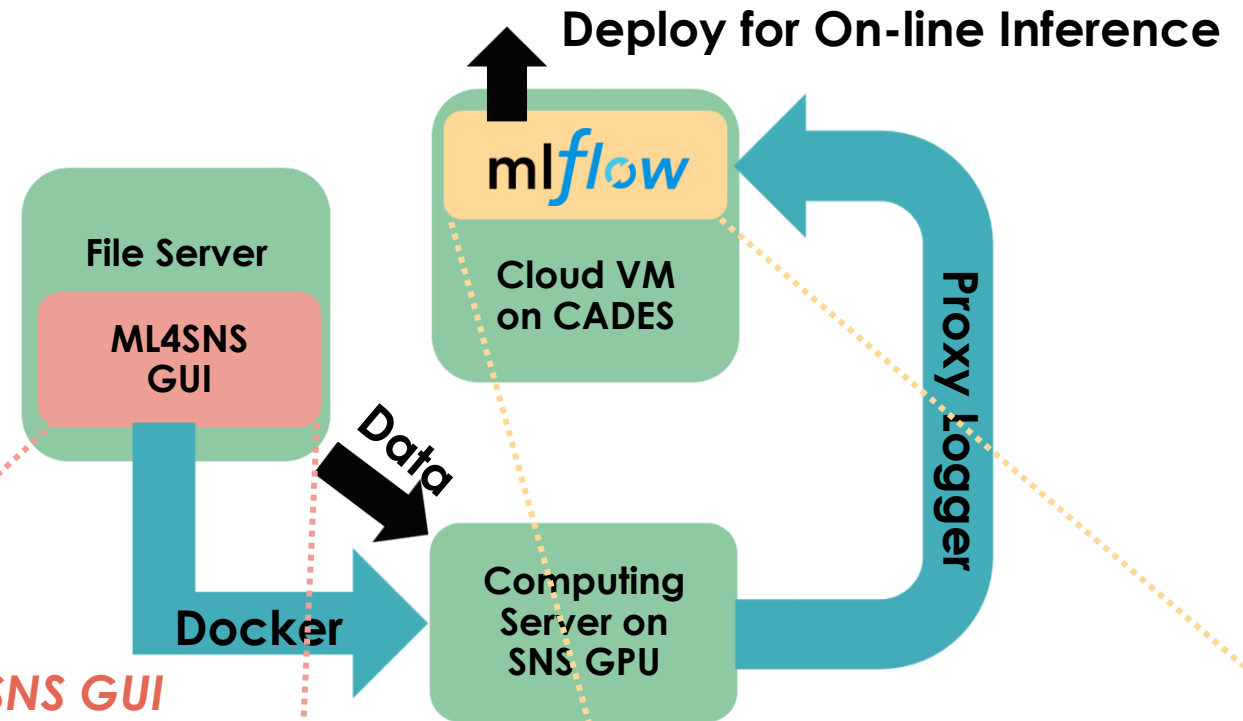 Deploy for On-line Inference
mlflow
File Server
Cloud VM
on CADES
ML4SNS
GUI
Proxy Logger
Data
Computing
Server on
SNS GPU
Docker
SNS GUI